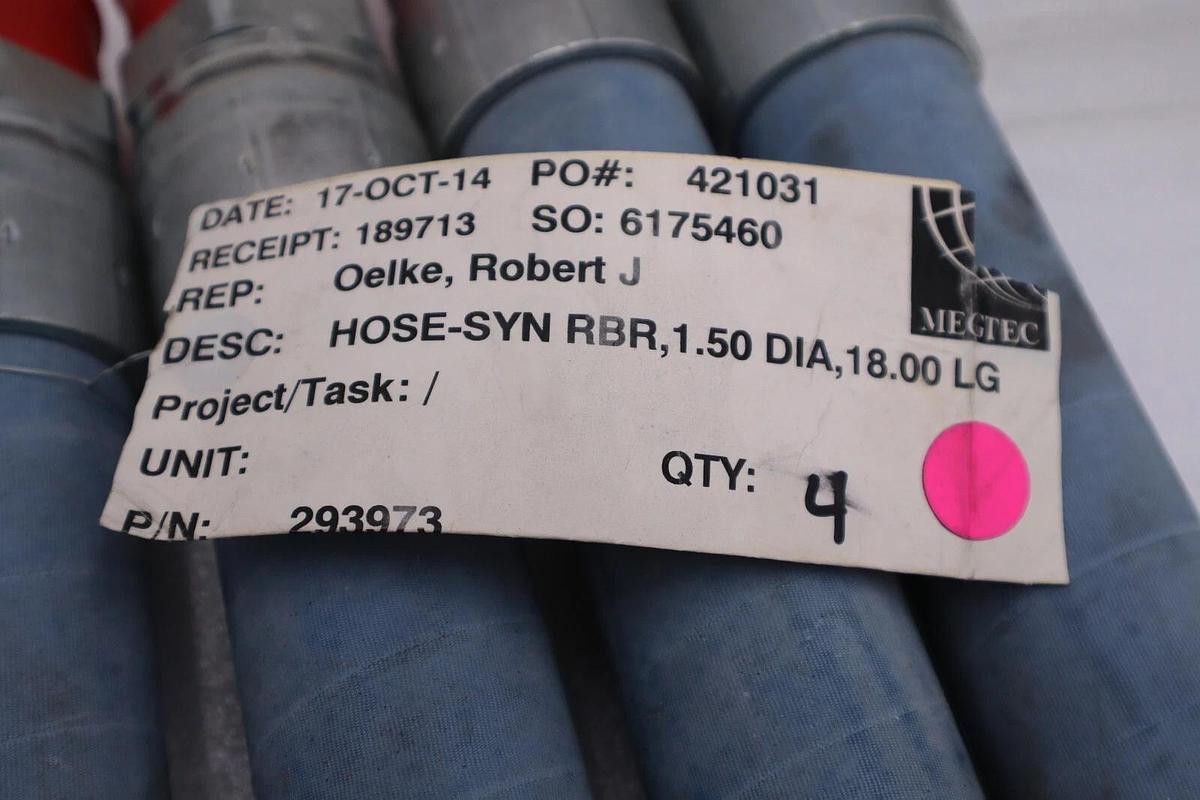 DATE: 17-OCT-14 PO#: 421031
RECEIPT: 189713 SO: 6175460
REP: Oelke, Robert J
MEGTEC
DESC: HOSE-SYN RBR,1.50 DIA,18.00 LG
Project/Task: /
UNIT: QTY: 4
P/N: 293973